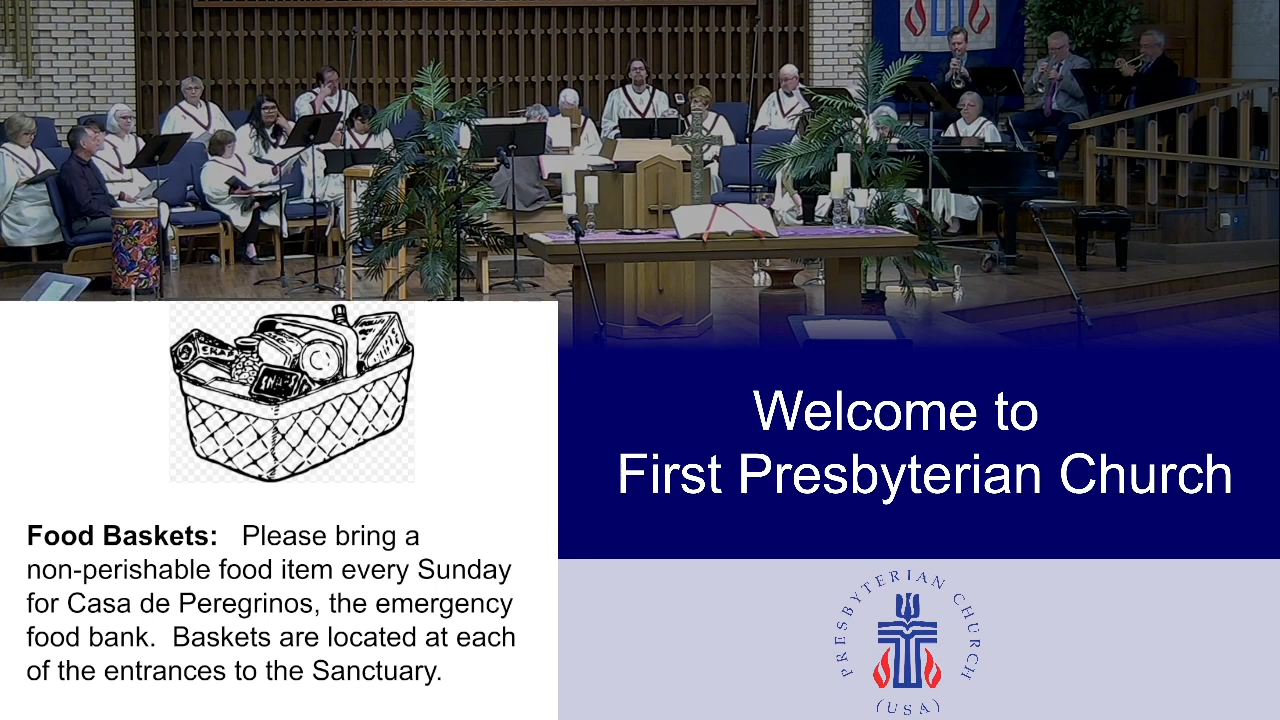 Welcome to
First Presbyterian Church
Food Baskets: Please bring a
non-perishable food item every Sunday
for Casa de Peregrinos, the emergency
food bank. Baskets are located at each
of the entrances to the Sanctuary.
PRESBYTERIAN CHURCH
(USA)